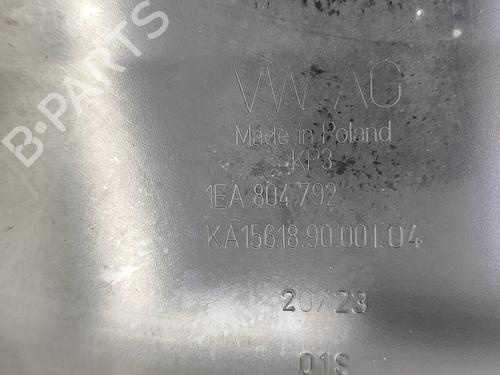 B-PARTS
VW AG
Made in Poland
KP3
1EA 804 792
KA15618.90.001.04
20/23
01S